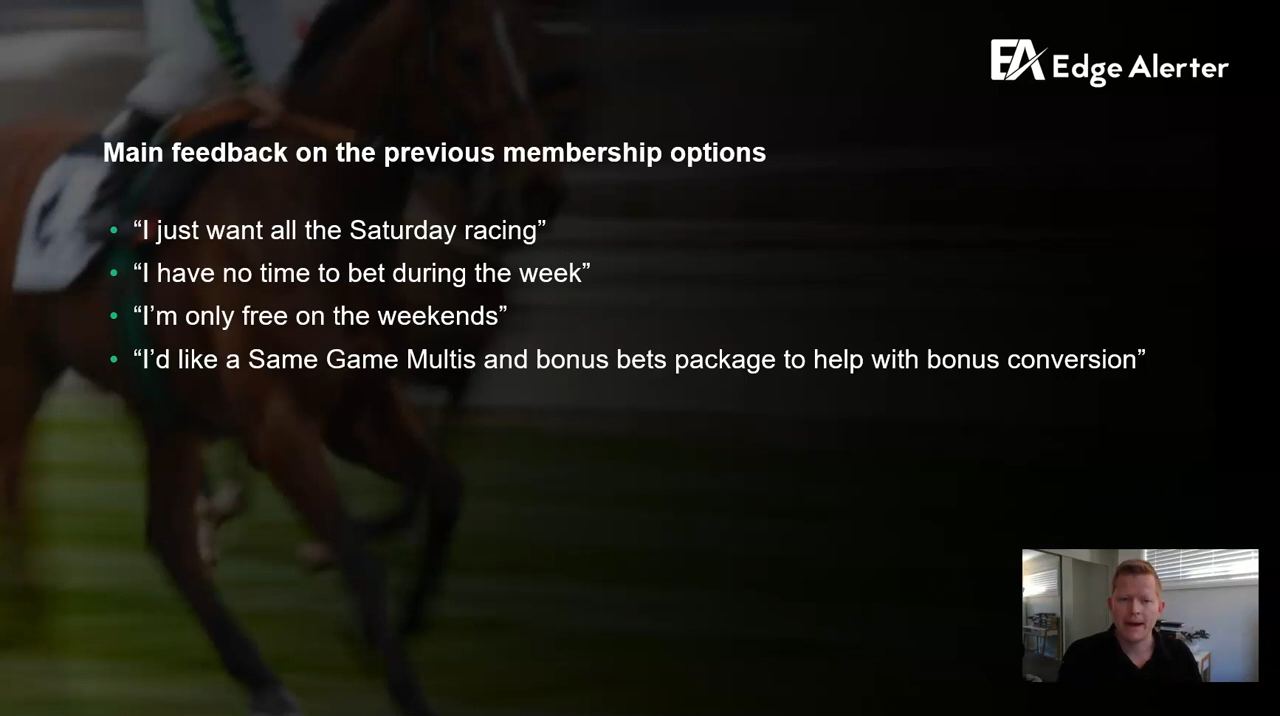 EA Edge Alerter
Main feedback on the previous membership options
• “I just want all the Saturday racing”
• “I have no time to bet during the week”
• “I’m only free on the weekends”
• “I’d like a Same Game Multis and bonus bets package to help with bonus conversion”